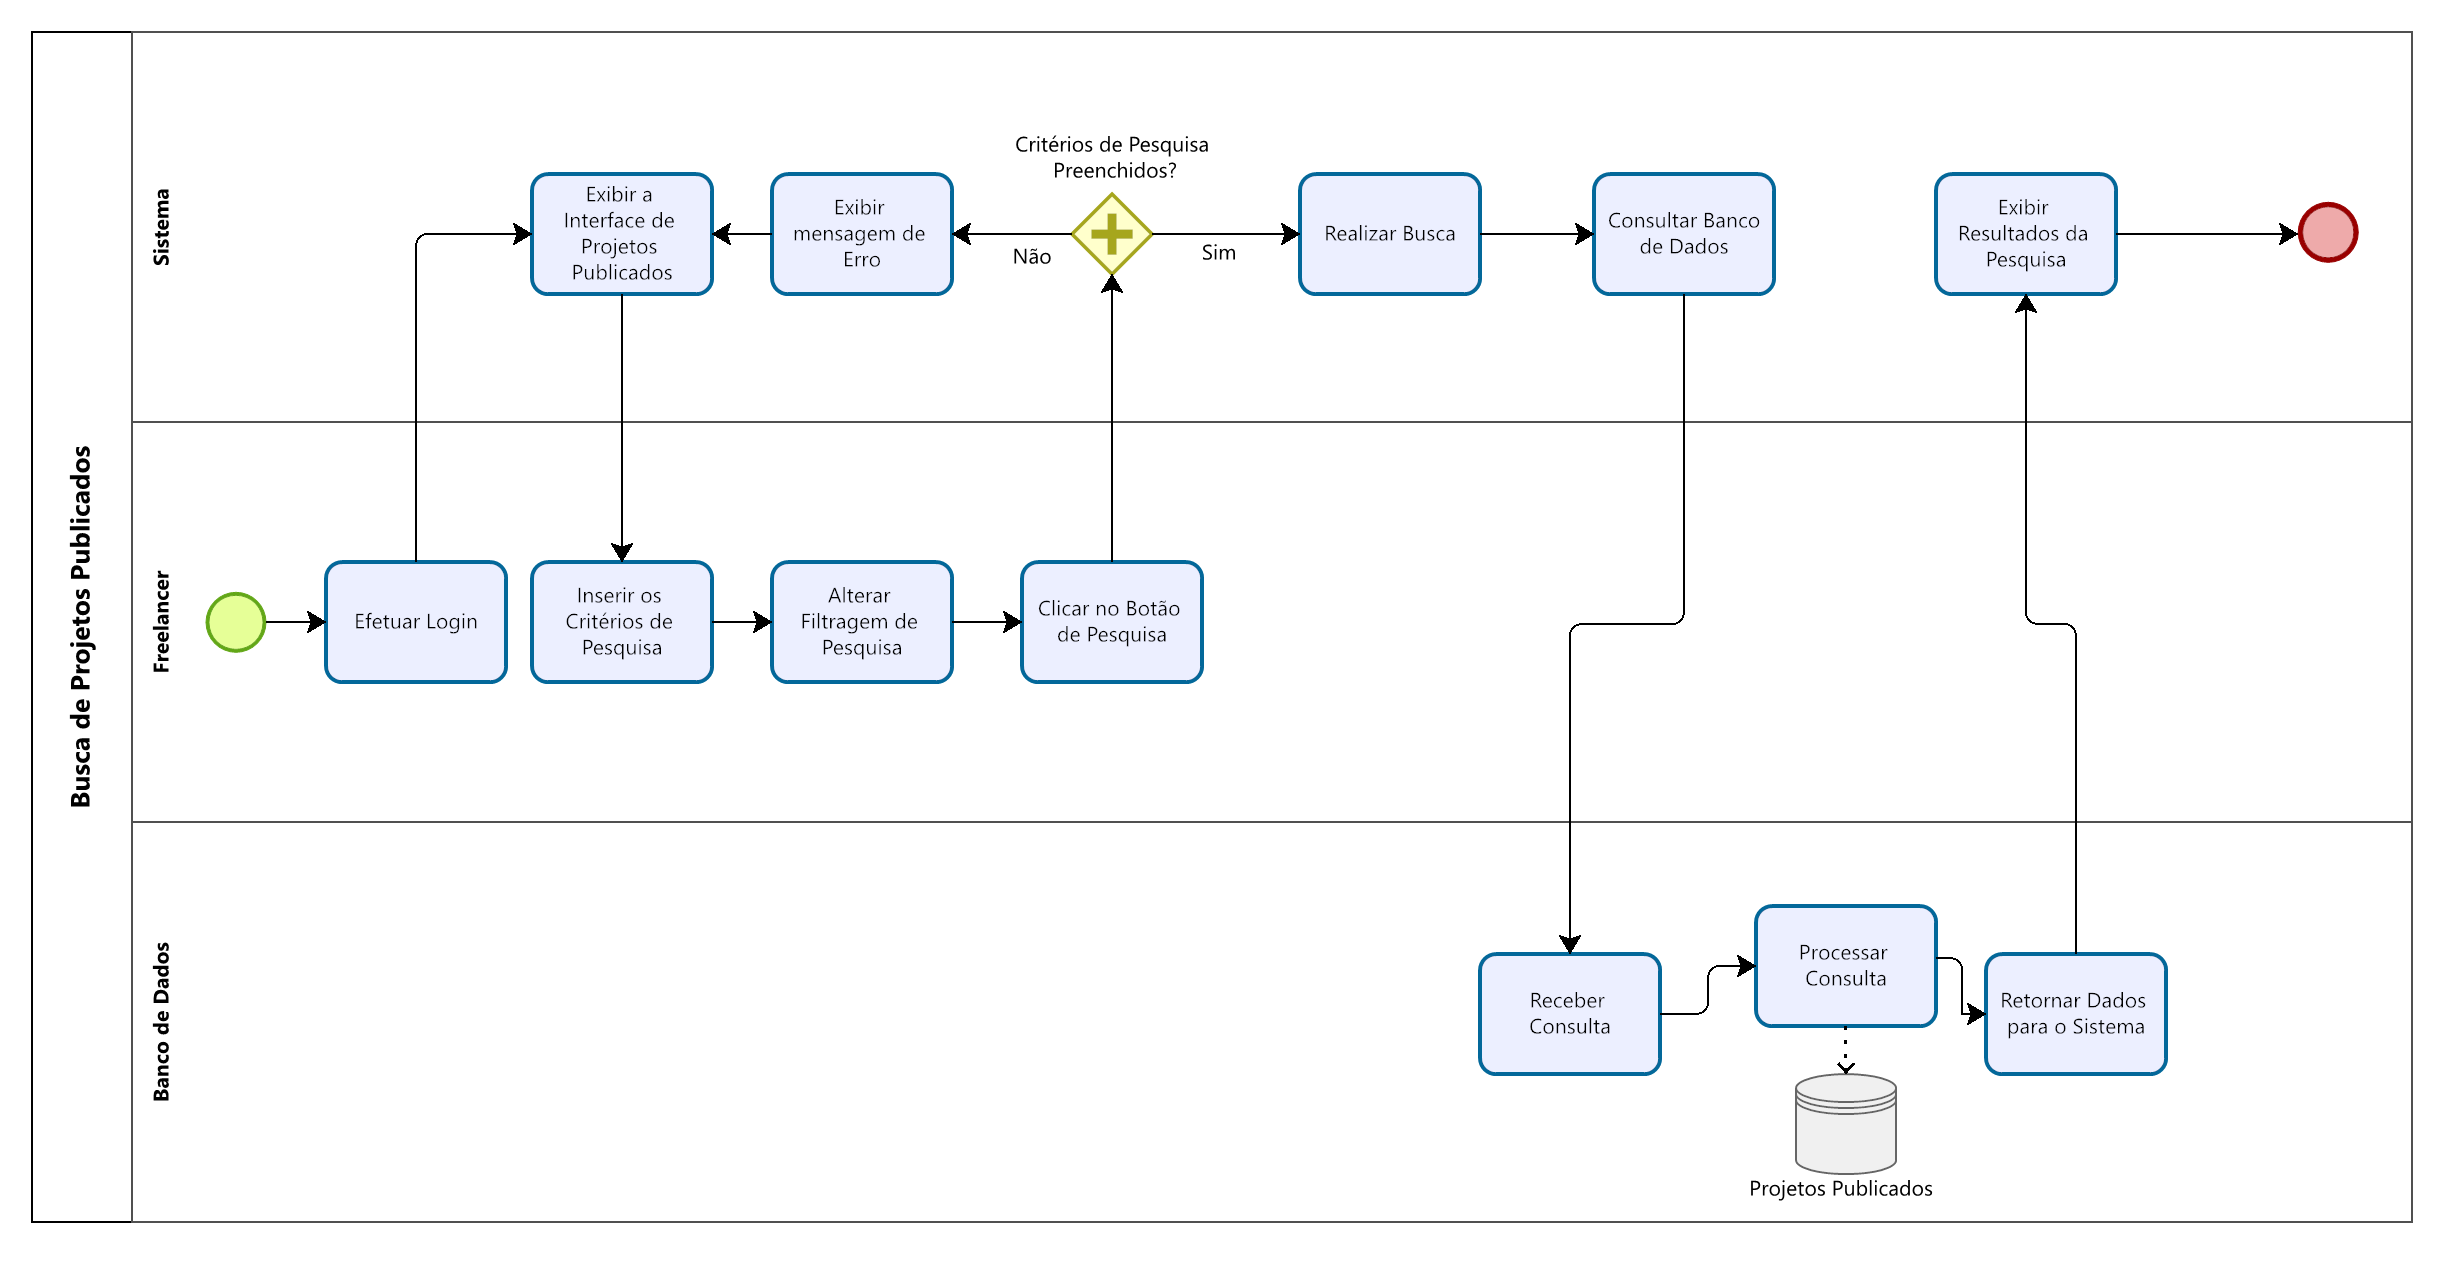 Busca de Projetos Publicados
Sistema
Exibir a
Interface de
Projetos
Publicados
Exibir
mensagem de
Erro
Critérios de Pesquisa
Preenchidos?
Não
Sim
Realizar Busca
Consultar Banco
de Dados
Exibir
Resultados da
Pesquisa
Freelancer
Efetuar Login
Inserir os
Critérios de
Pesquisa
Alterar
Filtragem de
Pesquisa
Clicar no Botão
de Pesquisa
Banco de Dados
Receber
Consulta
Processar
Consulta
Retornar Dados
para o Sistema
Projetos Publicados